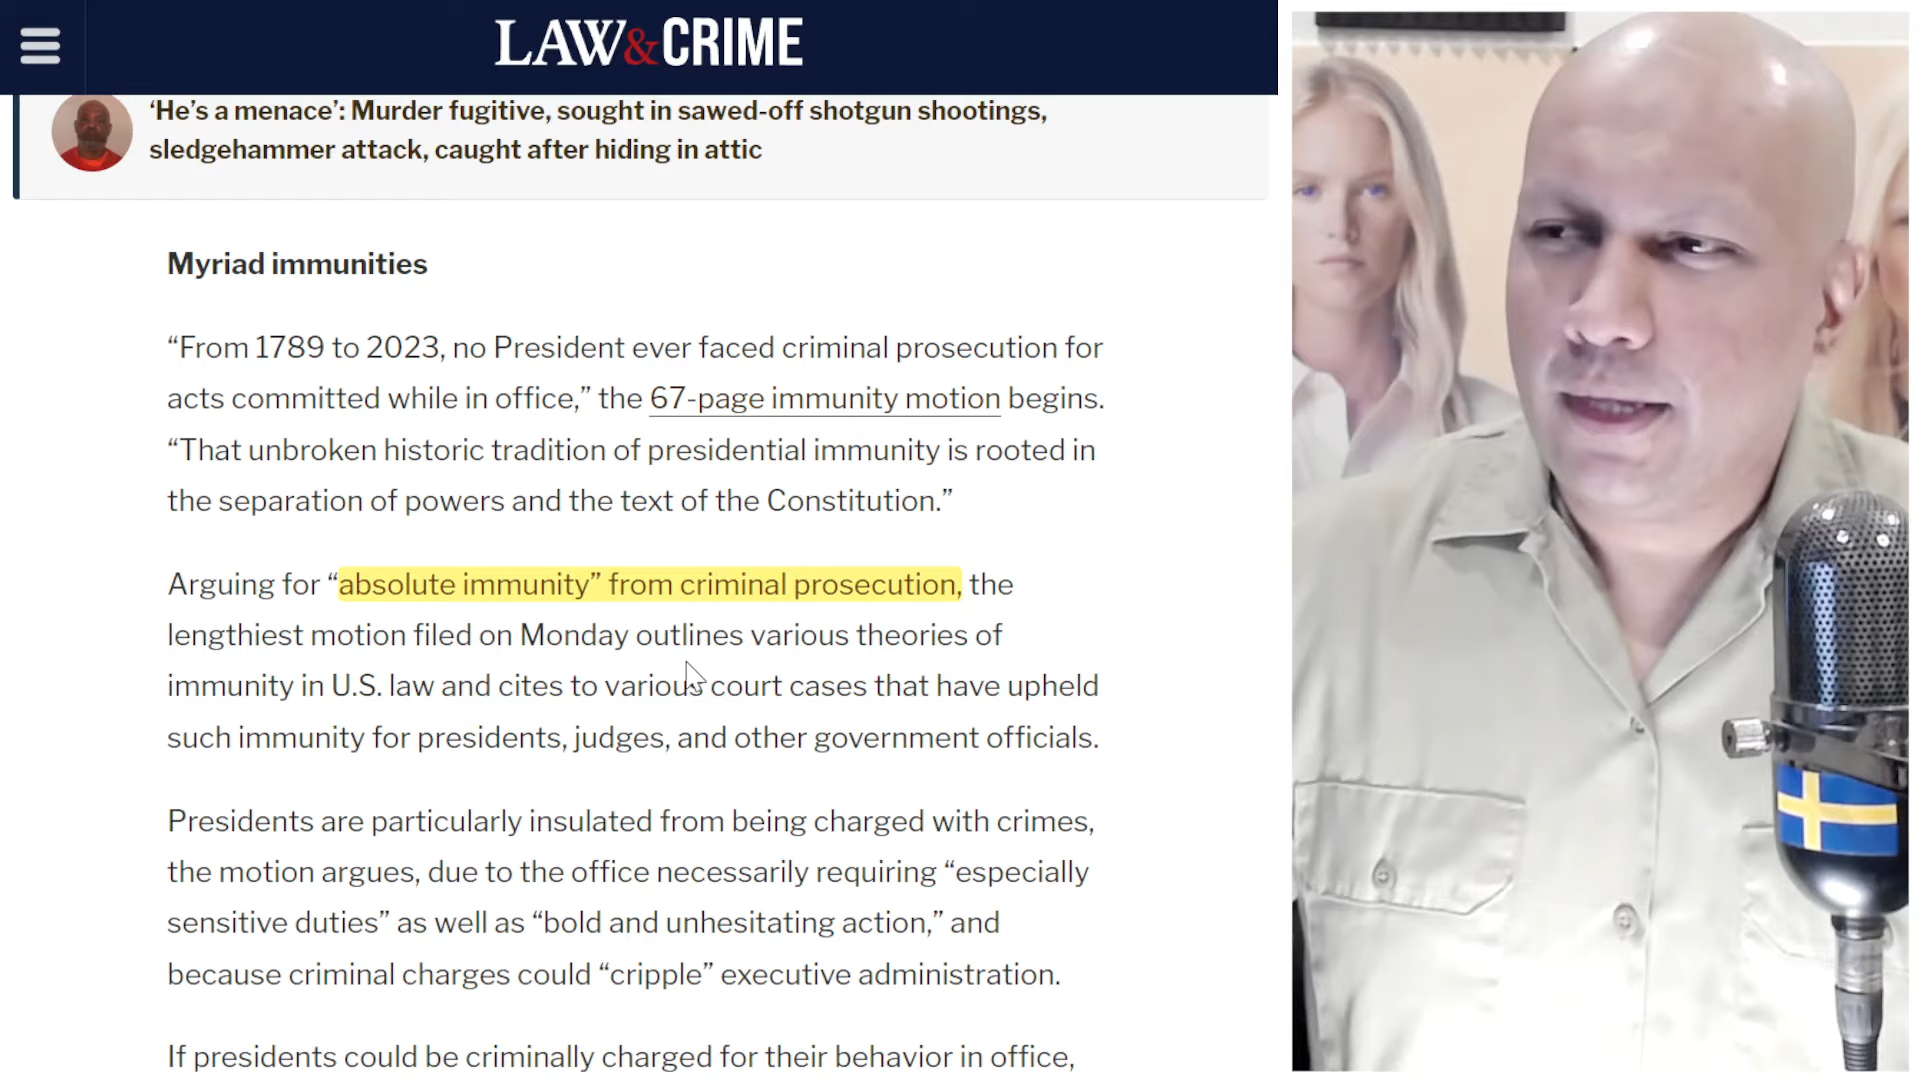 LAW&CRIME
‘He’s a menace’: Murder fugitive, sought in sawed-off shotgun shootings,
sledgehammer attack, caught after hiding in attic
Myriad immunities
“From 1789 to 2023, no President ever faced criminal prosecution for
acts committed while in office,” the 67-page immunity motion begins.
“That unbroken historic tradition of presidential immunity is rooted in
the separation of powers and the text of the Constitution.”
Arguing for “absolute immunity” from criminal prosecution, the
lengthiest motion filed on Monday outlines various theories of
immunity in U.S. law and cites to various court cases that have upheld
such immunity for presidents, judges, and other government officials.
Presidents are particularly insulated from being charged with crimes,
the motion argues, due to the office necessarily requiring “especially
sensitive duties” as well as “bold and unhesitating action,” and
because criminal charges could “cripple” executive administration.
If presidents could be criminally charged for their behavior in office,